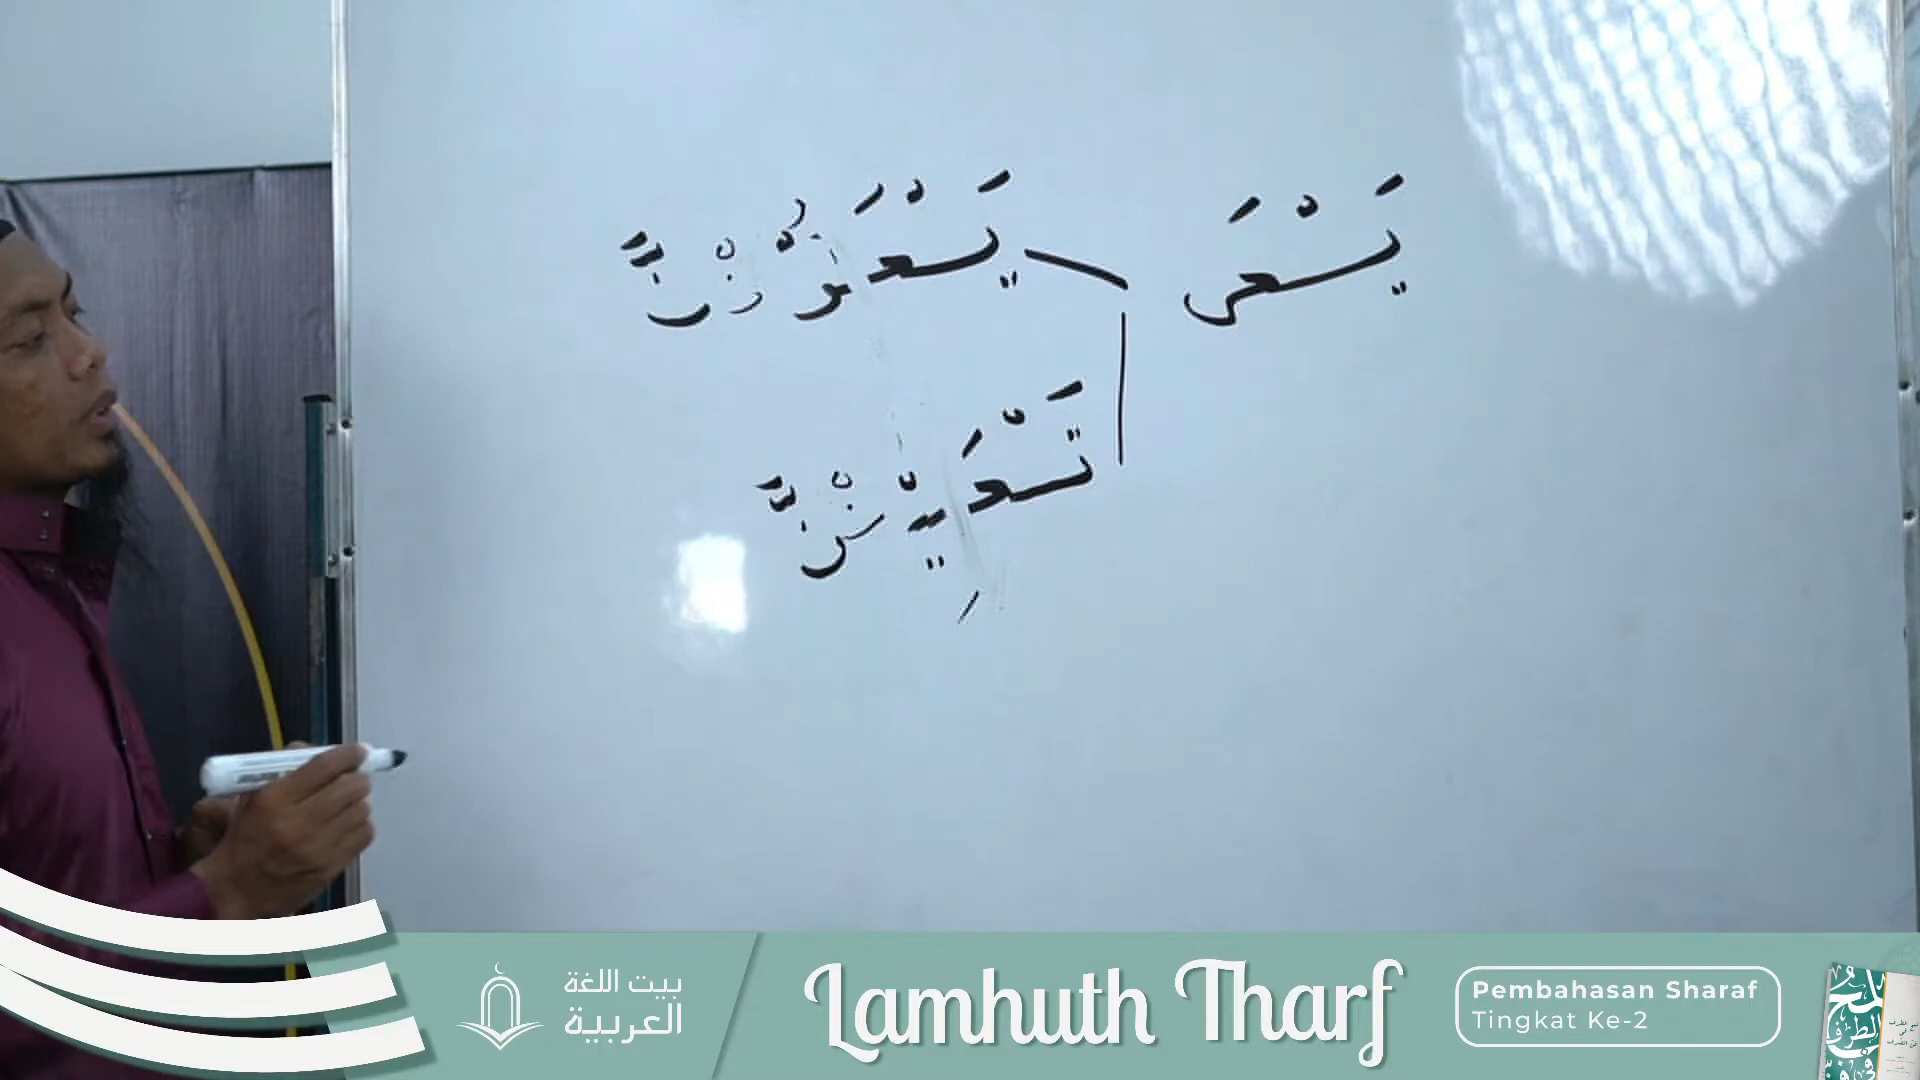 يَسْعَى يَسْعَوُنْنَّ
تَسْعَيْنْنَّ
بيت اللغة
العربية
Lamhuth Tharf
Pembahasan Sharaf
Tingkat Ke-2